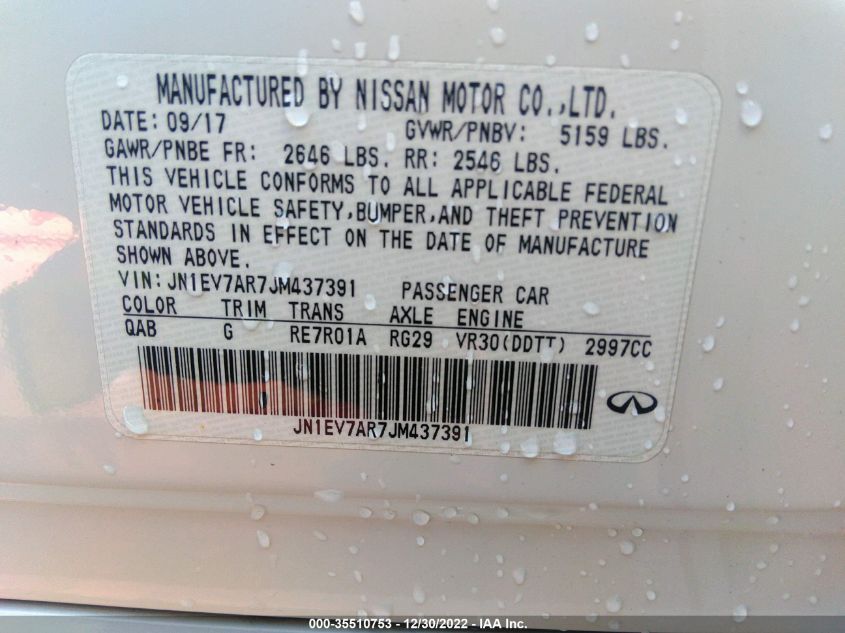 MANUFACTURED BY NISSAN MOTOR CO.,LTD.
DATE: 09/17 GVWR/PNBV: 5159 LBS.
GAWR/PNBE FR: 2646 LBS. RR: 2546 LBS.
THIS VEHICLE CONFORMS TO ALL APPLICABLE FEDERAL
MOTOR VEHICLE SAFETY,BUMPER,AND THEFT PREVENTION
STANDARDS IN EFFECT ON THE DATE OF MANUFACTURE
SHOWN ABOVE.
VIN: JN1EV7AR7JM437391 PASSENGER CAR
COLOR TRIM TRANS AXLE ENGINE
QAB G RE7R01A RG29 VR30(DDTT) 2997CC
JN1EV7AR7JM437391
000-35510753 - 12/30/2022 - IAA Inc.